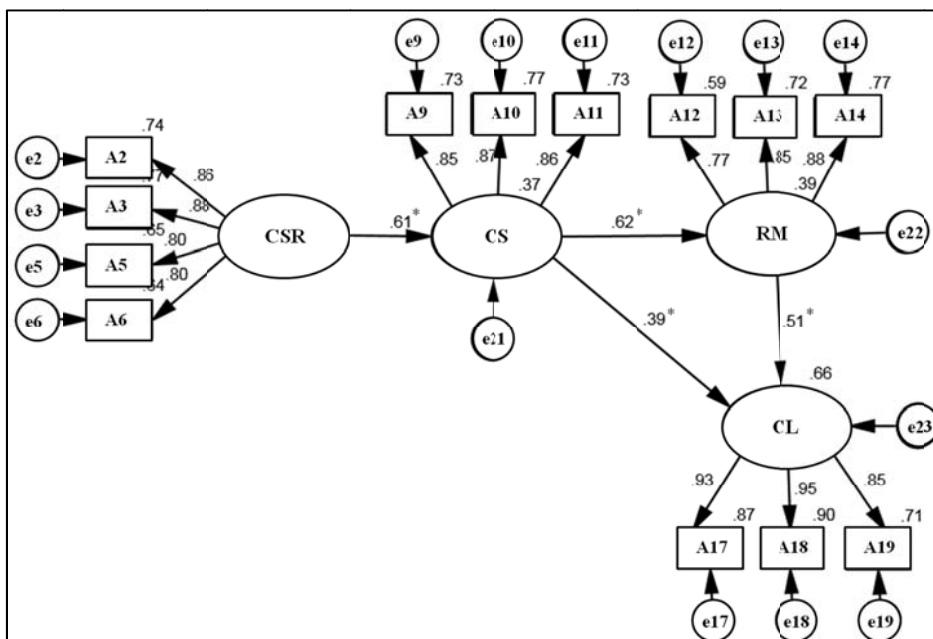 e9 e10 e11 e12 e13 e14
.73 .77 .73 .59 .72 .77
A9 A10 A11 A12 A13 A14
.74
e2 A2
.85 .87 .86 .77 .85 .88
.86
e3 A3
.88
.37 .39
CSR .61* CS .62* RM e22
.65
.80
e5 A5
.80
.64
e6 A6
e21
.39* .51*
.66
CL e23
.93 .95 .85
.87 .90 .71
A17 A18 A19
e17 e18 e19